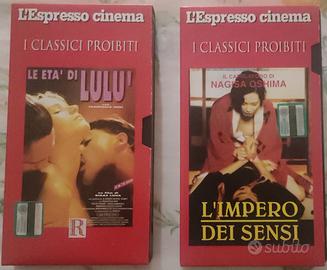 L'Espresso cinema
I CLASSICI PROIBITI
LE ETA' DI
LULU'
R
L'Espresso cinema
I CLASSICI PROIBITI
IL CAPOLAVORO DI
NAGISA OSHIMA
L'IMPERO
DEI SENSI
subito